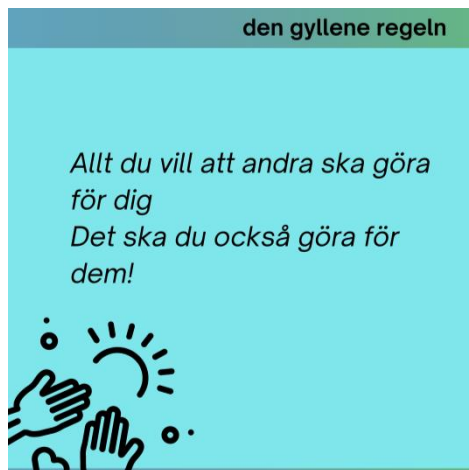 den gyllene regeln
Allt du vill att andra ska göra
för dig
Det ska du också göra för
dem!